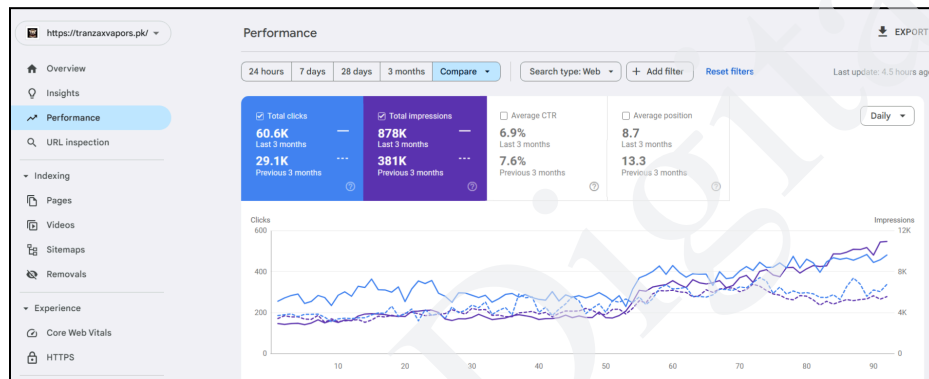 https://tranzaxvapors.pk/
Performance
EXPORT
Overview
Insights
Performance
URL inspection
Indexing
Pages
Videos
Sitemaps
Removals
Experience
Core Web Vitals
HTTPS
24 hours 7 days 28 days 3 months Compare
Search type: Web
+ Add filter
Reset filters
Last update: 4.5 hours ago
Total clicks
60.6K
Last 3 months
29.1K
Previous 3 months
Total impressions
878K
Last 3 months
381K
Previous 3 months
Average CTR
6.9%
Last 3 months
7.6%
Previous 3 months
Average position
8.7
Last 3 months
13.3
Previous 3 months
Daily
Clicks
Impressions
600
400
200
0
12K
8K
4K
0
10 20 30 40 50 60 70 80 90
Digita